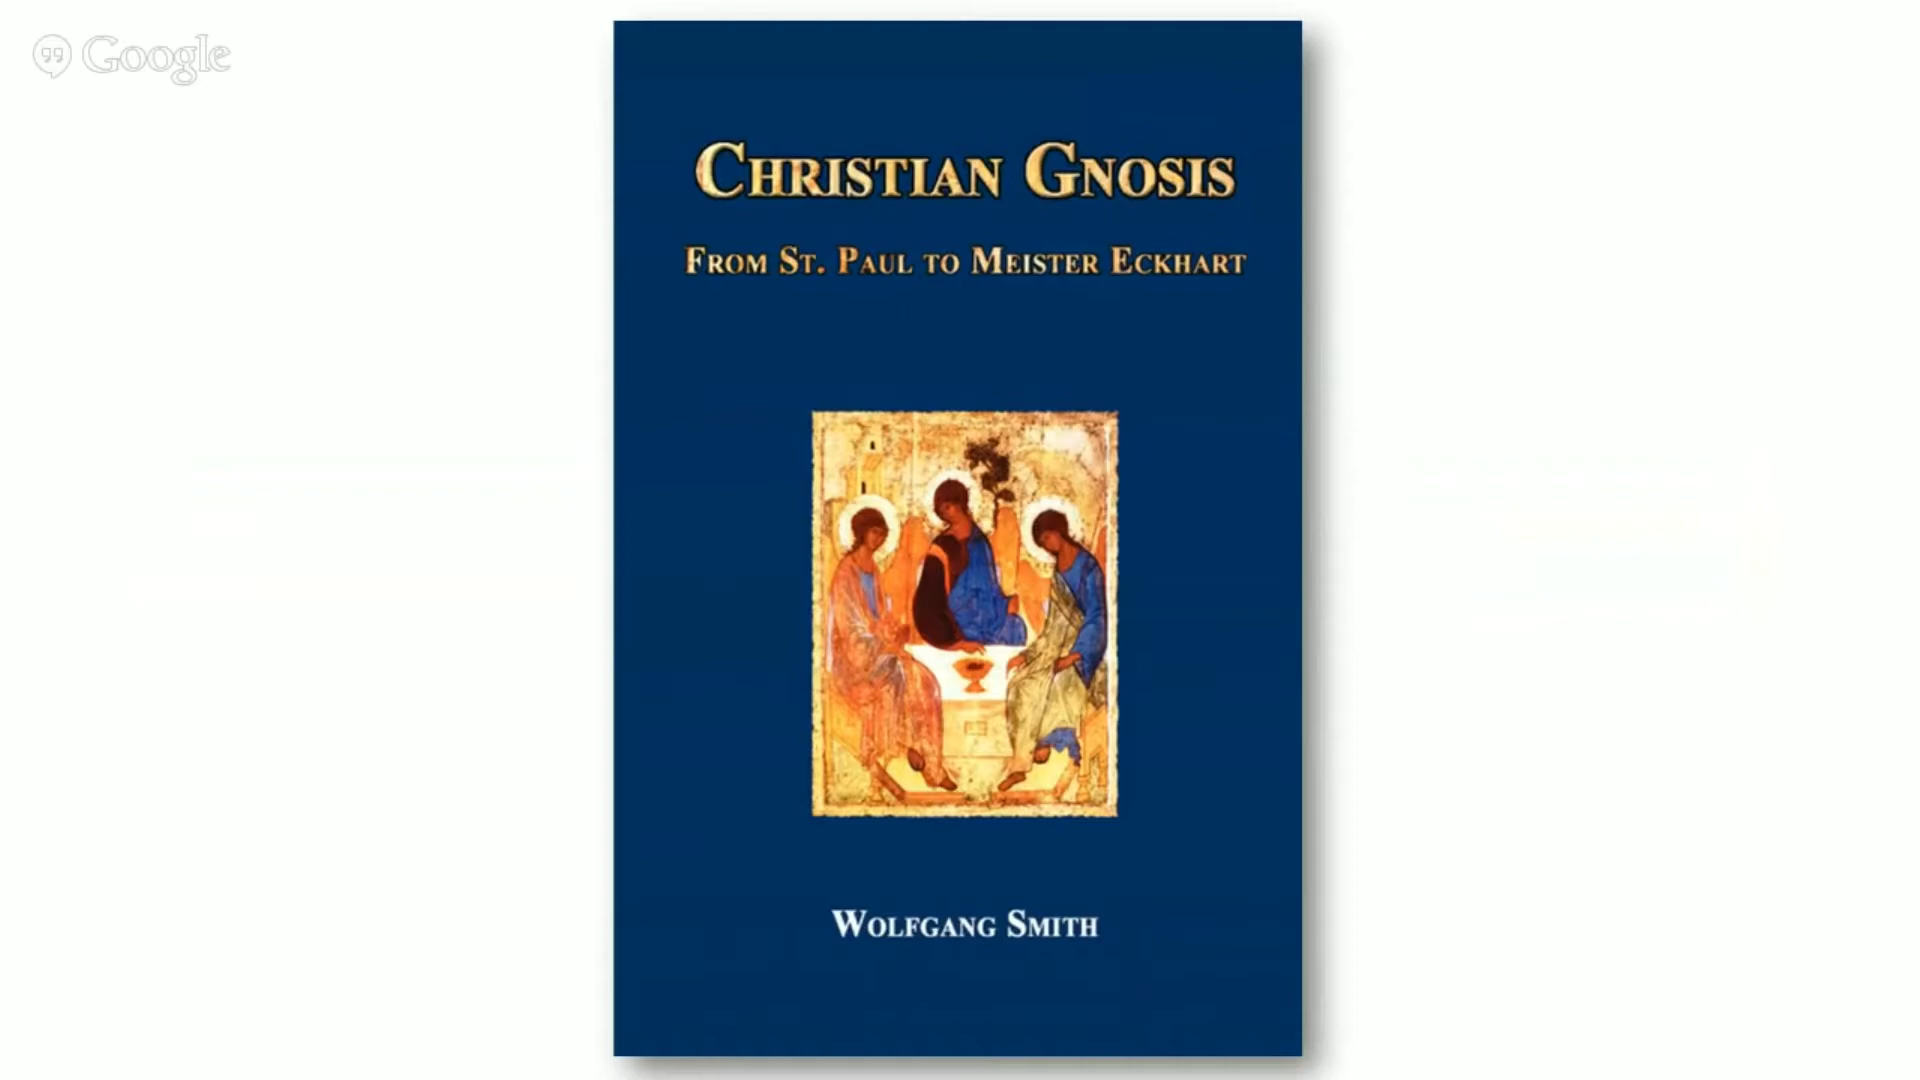 Google
CHRISTIAN GNOSIS
FROM ST. PAUL TO MEISTER ECKHART
WOLFGANG SMITH